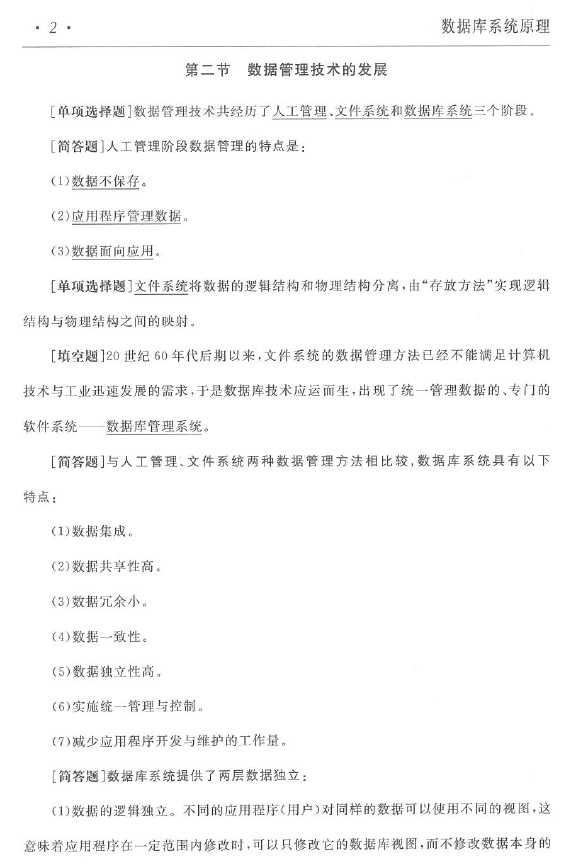 · 2 ·
数据库系统原理
第二节 数据管理技术的发展
[单项选择题]数据管理技术共经历了人工管理、文件系统和数据库系统三个阶段。
[简答题]人工管理阶段数据管理的特点是:
(1)数据不保存。
(2)应用程序管理数据。
(3)数据面向应用。
[单项选择题]文件系统将数据的逻辑结构和物理结构分离,由“存放方法”实现逻辑
结构与物理结构之间的映射。
[填空题]20世纪60年代后期以来,文件系统的数据管理方法已经不能满足计算机
技术与工业迅速发展的需求,于是数据库技术应运而生,出现了统一管理数据的、专门的
软件系统——数据库管理系统。
[简答题]与人工管理、文件系统两种数据管理方法相比较,数据库系统具有以下
特点:
(1)数据集成。
(2)数据共享性高。
(3)数据冗余小。
(4)数据一致性。
(5)数据独立性高。
(6)实施统一管理与控制。
(7)减少应用程序开发与维护的工作量。
[简答题]数据库系统提供了两层数据独立:
(1)数据的逻辑独立。不同的应用程序(用户)对同样的数据可以使用不同的视图,这
意味着应用程序在一定范围内修改时,可以只修改它的数据库视图,而不修改数据本身的